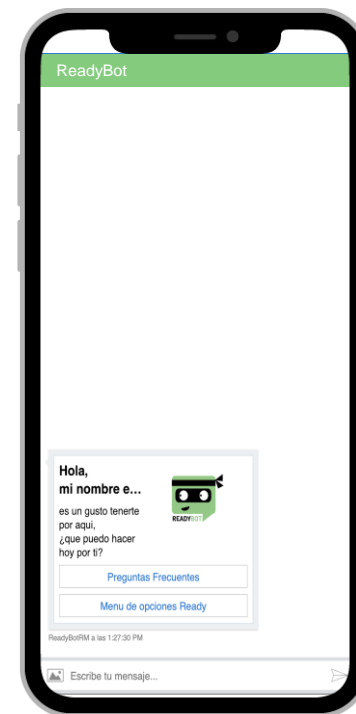 ReadyBot
Hola,
mi nombre e...
es un gusto tenerte
por aqui,
¿que puedo hacer
hoy por ti?
READYBOT
Preguntas Frecuentes
Menu de opciones Ready
ReadyBotRM a las 1:27:30 PM
Escribe tu mensaje...